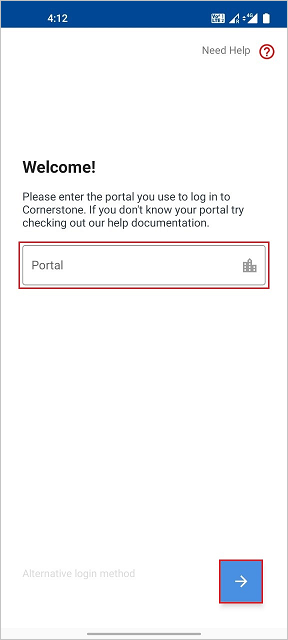 4:12
Need Help
Welcome!
Please enter the portal you use to log in to
Cornerstone. If you don't know your portal try
checking out our help documentation.
Portal
Alternative login method